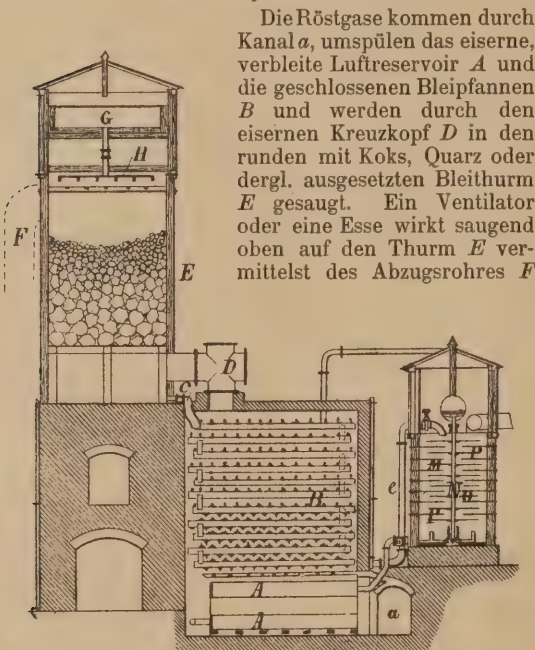 Die Röstgase kommen durch
Kanal a, umspülen das eiserne,
verbleite Luftreservoir A und
die geschlossenen Bleipfannen
B und werden durch den
eisernen Kreuzkopf D in den
runden mit Koks, Quarz oder
dergl. ausgesetzten Bleithurm
E gesaugt. Ein Ventilator
oder eine Esse wirkt saugend
oben auf den Thurm E ver-
mittelst des Abzugsrohres F
G
H
F
E
D
C
B
A
A
e
M
P
N
u
P
a